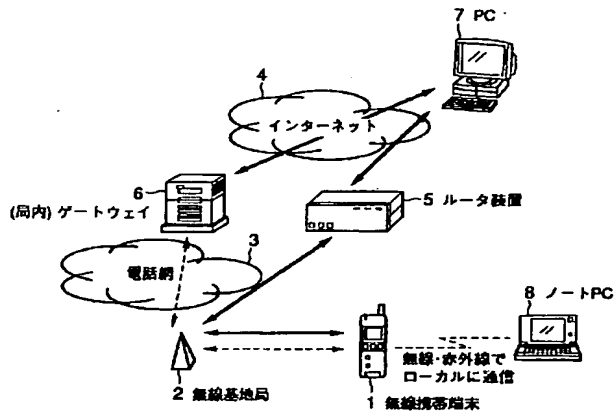 7 PC
4
インターネット
6
(局内) ゲートウェイ
5 ルータ装置
3
電話網
8 ノートPC
無線・赤外線で
ローカルに通信
2 無線基地局
1 無線携帯端末